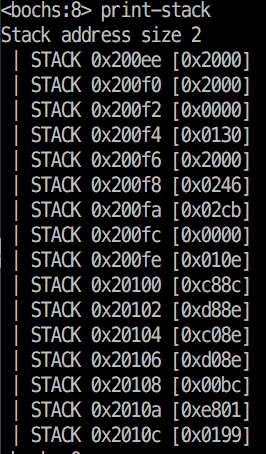 <bochs:8> print-stack
Stack address size 2
| STACK 0x200ee [0x2000]
| STACK 0x200f0 [0x2000]
| STACK 0x200f2 [0x0000]
| STACK 0x200f4 [0x0130]
| STACK 0x200f6 [0x2000]
| STACK 0x200f8 [0x0246]
| STACK 0x200fa [0x02cb]
| STACK 0x200fc [0x0000]
| STACK 0x200fe [0x010e]
| STACK 0x20100 [0xc88c]
| STACK 0x20102 [0xd88e]
| STACK 0x20104 [0xc08e]
| STACK 0x20106 [0xd08e]
| STACK 0x20108 [0x00bc]
| STACK 0x2010a [0xe801]
| STACK 0x2010c [0x0199]